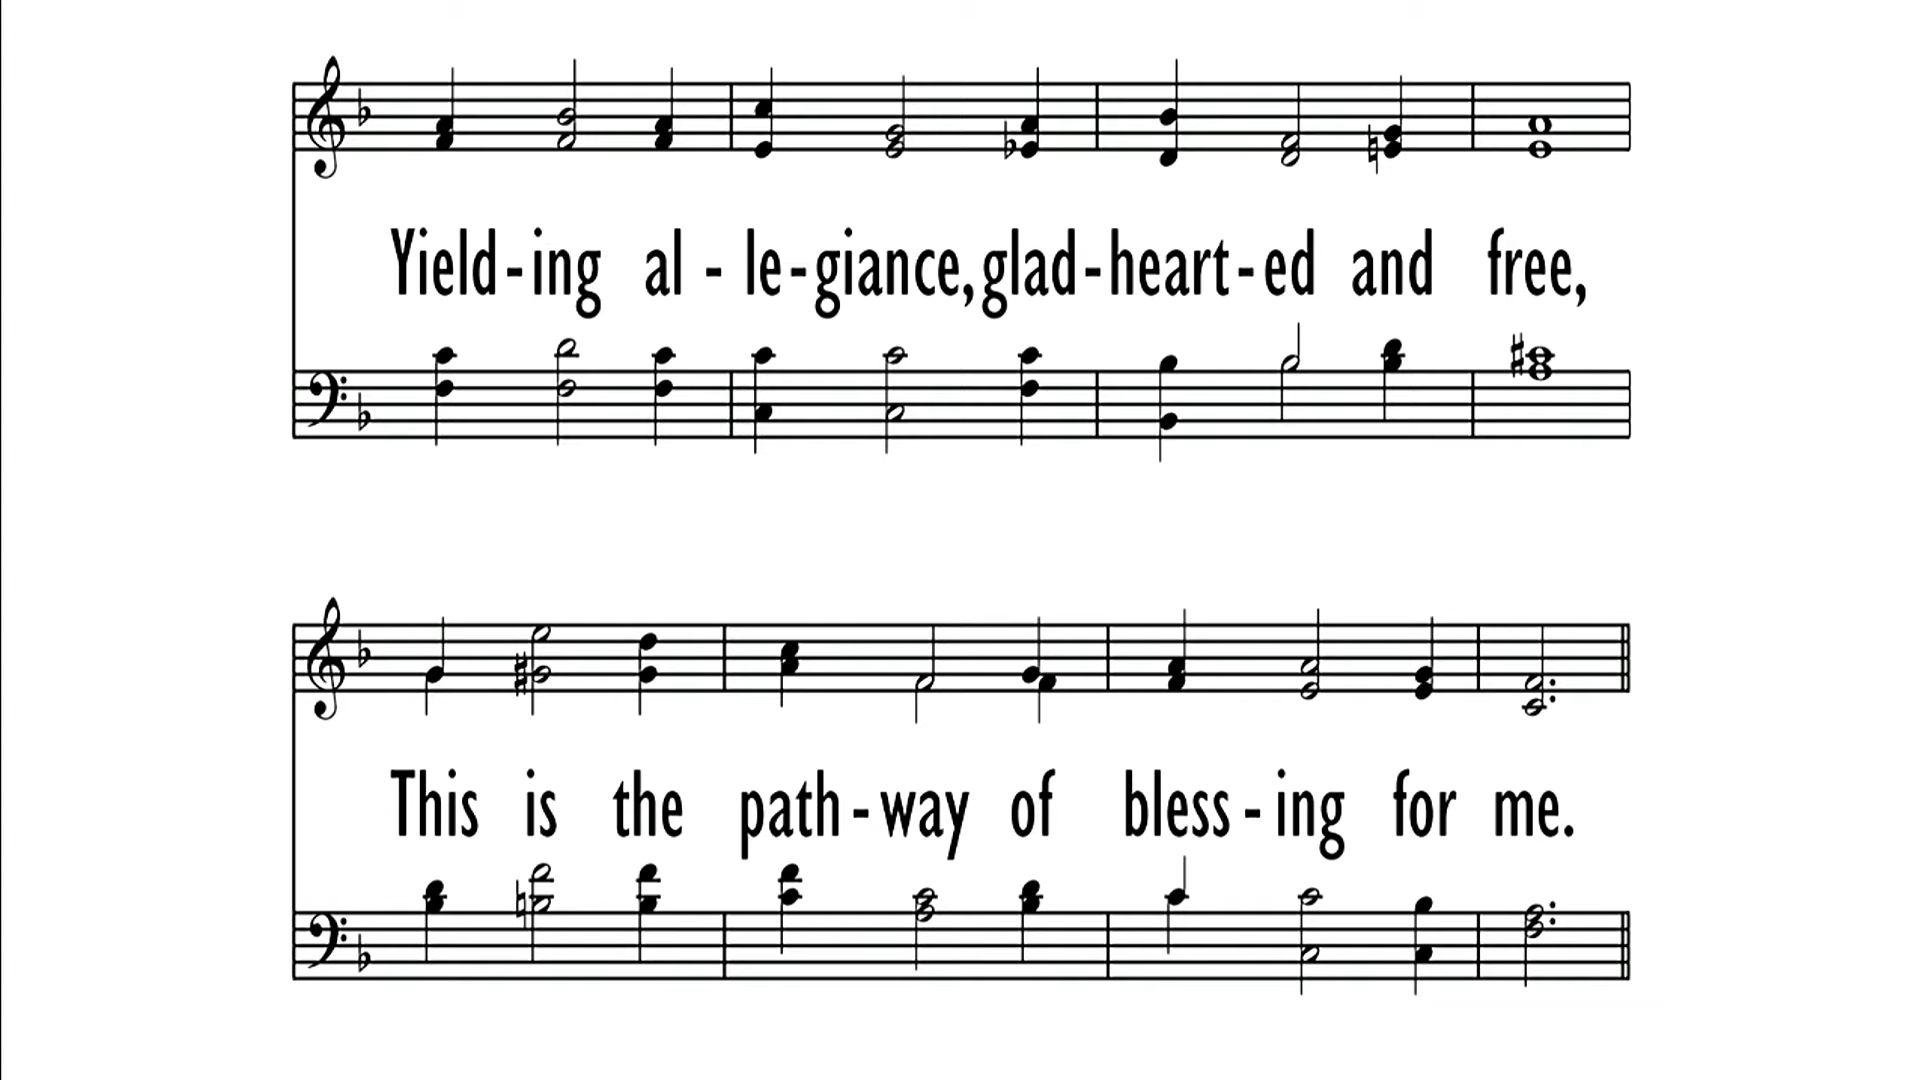 Yield-ing al - le-giance, glad-heart-ed and free,
This is the path-way of bless-ing for me.